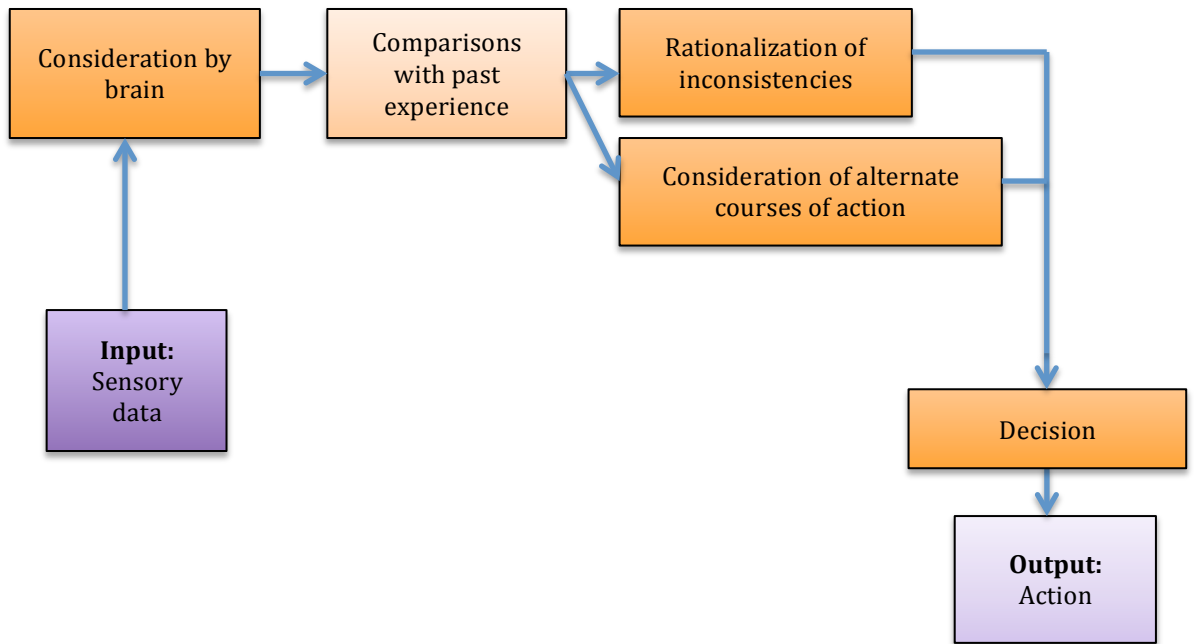 Consideration by
brain
Comparisons
with past
experience
Rationalization of
inconsistencies
Consideration of alternate
courses of action
Input:
Sensory
data
Decision
Output:
Action